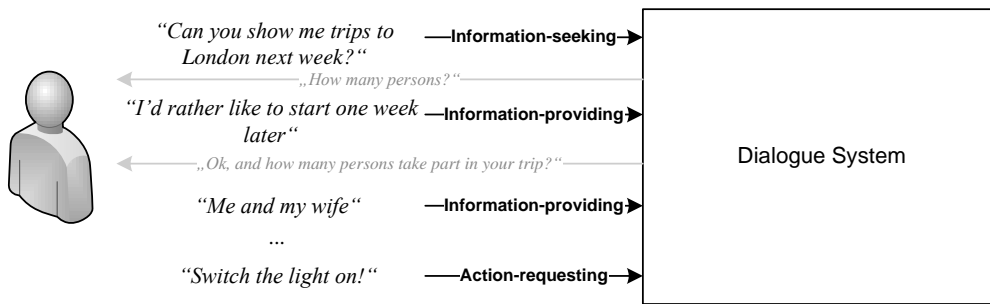 “Can you show me trips to
London next week?“
Information-seeking
„How many persons?“
“I’d rather like to start one week
later“
Information-providing
„Ok, and how many persons take part in your trip?“
Dialogue System
“Me and my wife“
Information-providing
...
“Switch the light on!“
Action-requesting